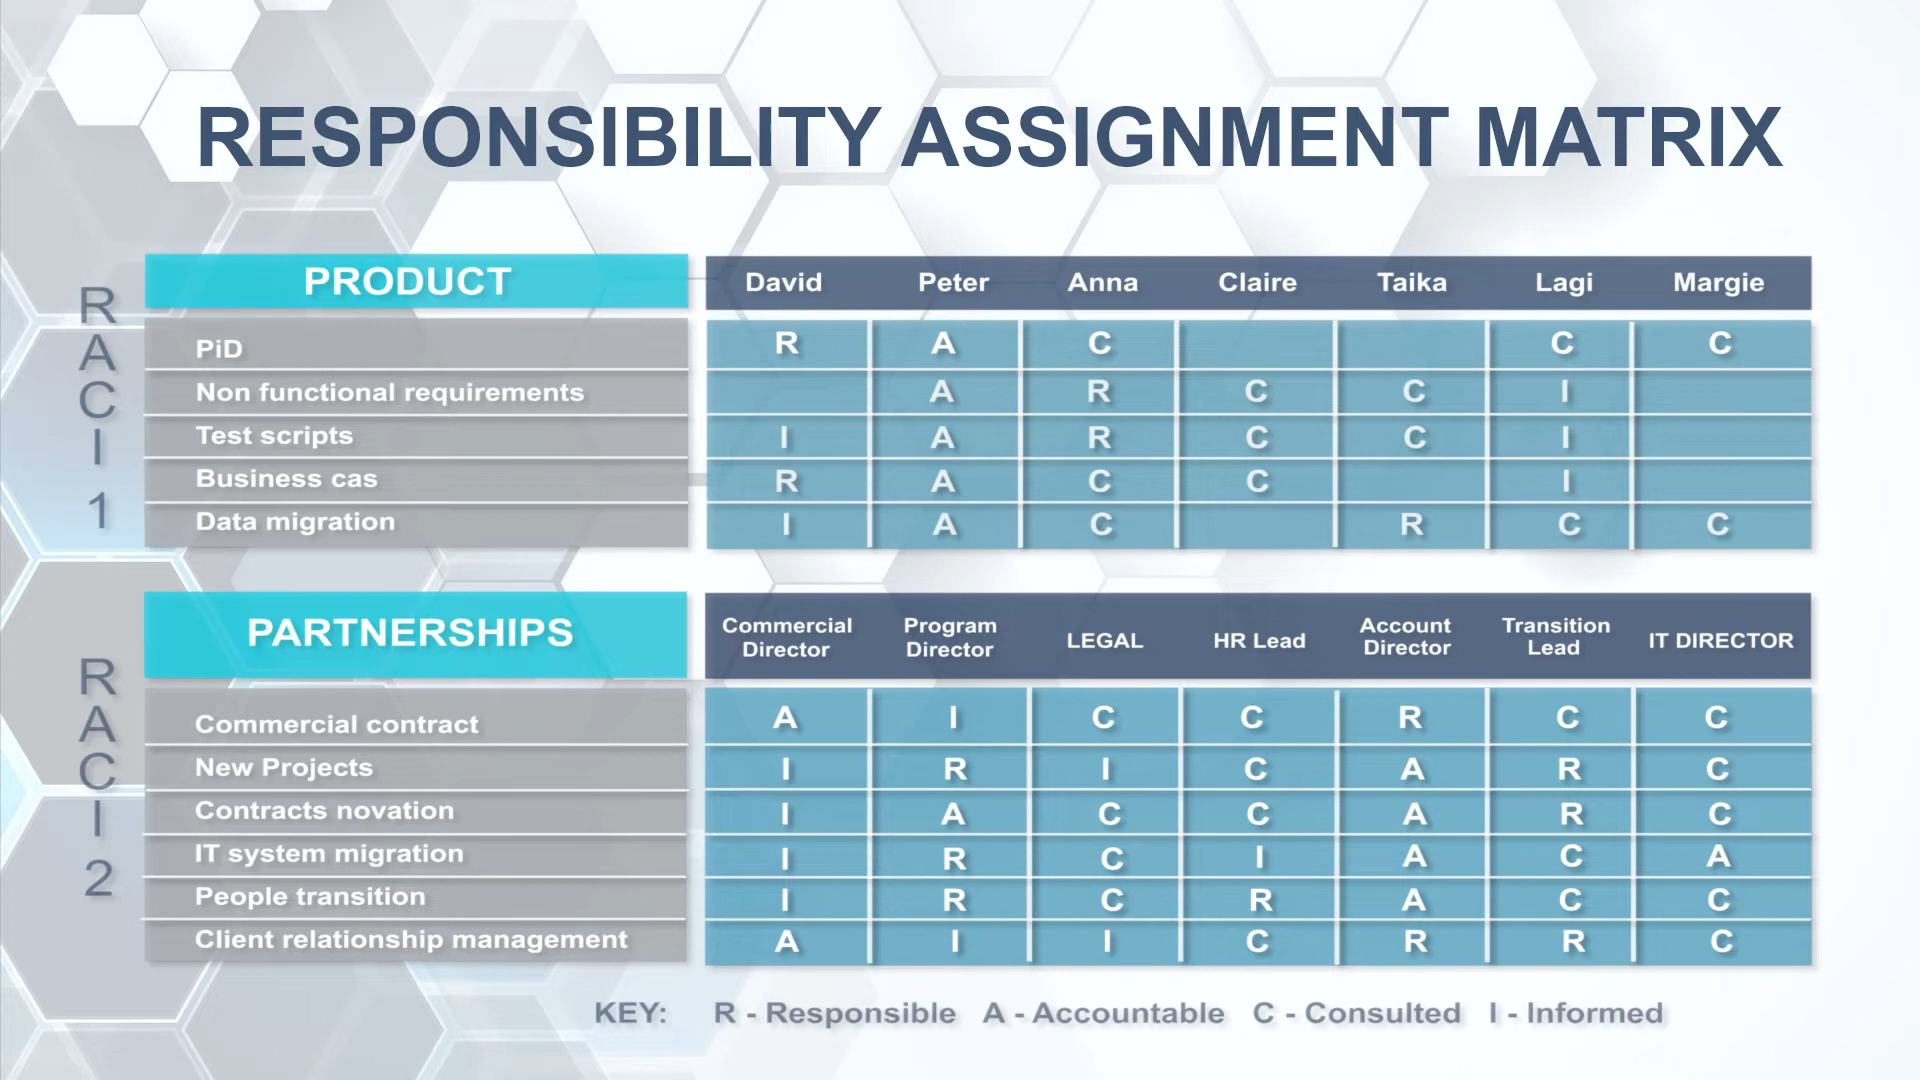 RESPONSIBILITY ASSIGNMENT MATRIX
RACI 1
PRODUCT David Peter Anna Claire Taika Lagi Margie
PiD R A C C C
Non functional requirements A R C C I
Test scripts I A R C C I
Business cas R A C C I
Data migration I A C R C C
RACI 2
PARTNERSHIPS Commercial Director Program Director LEGAL HR Lead Account Director Transition Lead IT DIRECTOR
Commercial contract A I C C R C C
New Projects I R I C A R C
Contracts novation I A C C A R C
IT system migration I R C I A C A
People transition I R C R A C C
Client relationship management A I I C R R C
KEY: R - Responsible A - Accountable C - Consulted I - Informed